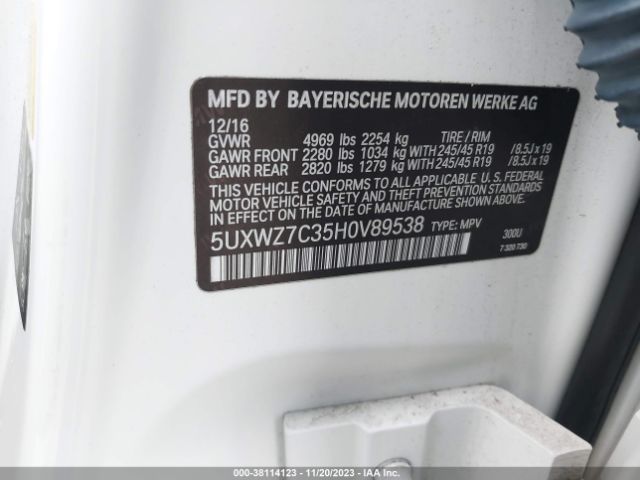 MFD BY BAYERISCHE MOTOREN WERKE AG
12/16
GVWR 4969 lbs 2254 kg TIRE / RIM
GAWR FRONT 2280 lbs 1034 kg WITH 245/45 R19 /8.5J x 19
GAWR REAR 2820 lbs 1279 kg WITH 245/45 R19 /8.5J x 19
THIS VEHICLE CONFORMS TO ALL APPLICABLE U. S. FEDERAL
MOTOR VEHICLE SAFETY AND THEFT PREVENTION STANDARDS
IN EFFECT ON THE DATE OF MANUFACTURE SHOWN ABOVE.
5UXWZ7C35H0V89538 TYPE: MPV 300U
7 320 730
000-38114123 - 11/20/2023 - IAA Inc.